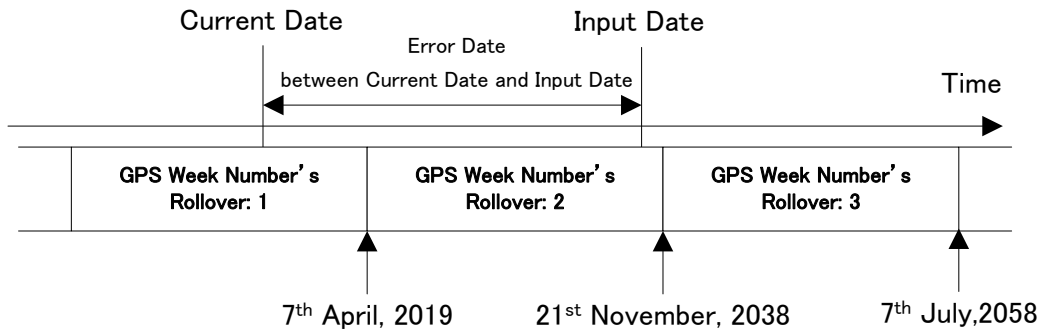 Current Date
Input Date
Error Date
between Current Date and Input Date
Time
GPS Week Number's
Rollover: 1
GPS Week Number's
Rollover: 2
GPS Week Number's
Rollover: 3
7th April, 2019
21st November, 2038
7th July,2058